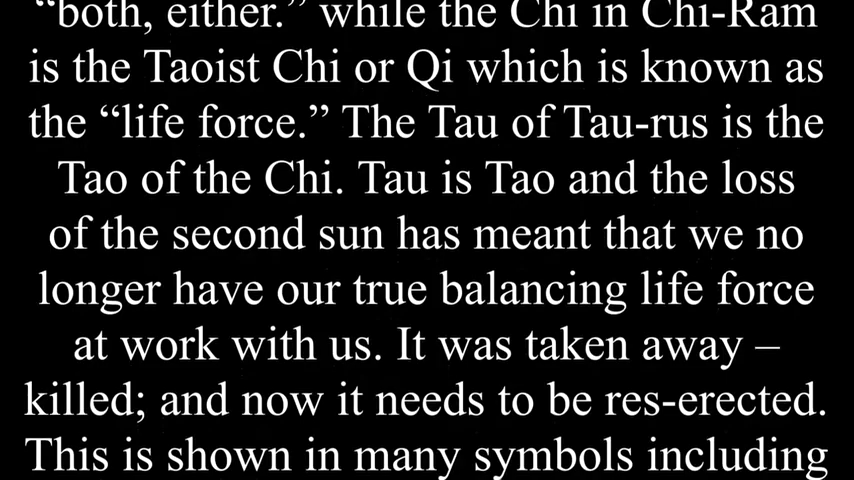 “both, either.” while the Chi in Chi-Ram
is the Taoist Chi or Qi which is known as
the “life force.” The Tau of Tau-rus is the
Tao of the Chi. Tau is Tao and the loss
of the second sun has meant that we no
longer have our true balancing life force
at work with us. It was taken away –
killed; and now it needs to be res-erected.
This is shown in many symbols including